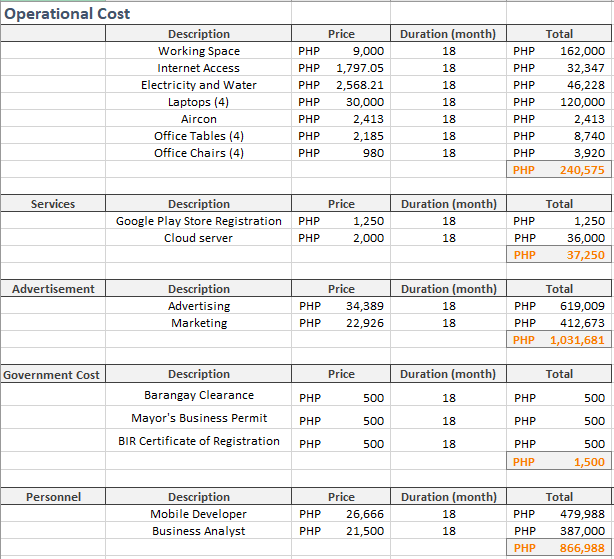 Operational Cost
Description Price Duration (month) Total
Working Space PHP 9,000 18 PHP 162,000
Internet Access PHP 1,797.05 18 PHP 32,347
Electricity and Water PHP 2,568.21 18 PHP 46,228
Laptops (4) PHP 30,000 18 PHP 120,000
Aircon PHP 2,413 18 PHP 2,413
Office Tables (4) PHP 2,185 18 PHP 8,740
Office Chairs (4) PHP 980 18 PHP 3,920
PHP 240,575
Services Description Price Duration (month) Total
Google Play Store Registration PHP 1,250 18 PHP 1,250
Cloud server PHP 2,000 18 PHP 36,000
PHP 37,250
Advertisement Description Price Duration (month) Total
Advertising PHP 34,389 18 PHP 619,009
Marketing PHP 22,926 18 PHP 412,673
PHP 1,031,681
Government Cost Description Price Duration (month) Total
Barangay Clearance PHP 500 18 PHP 500
Mayor's Business Permit PHP 500 18 PHP 500
BIR Certificate of Registration PHP 500 18 PHP 500
PHP 1,500
Personnel Description Price Duration (month) Total
Mobile Developer PHP 26,666 18 PHP 479,988
Business Analyst PHP 21,500 18 PHP 387,000
PHP 866,988